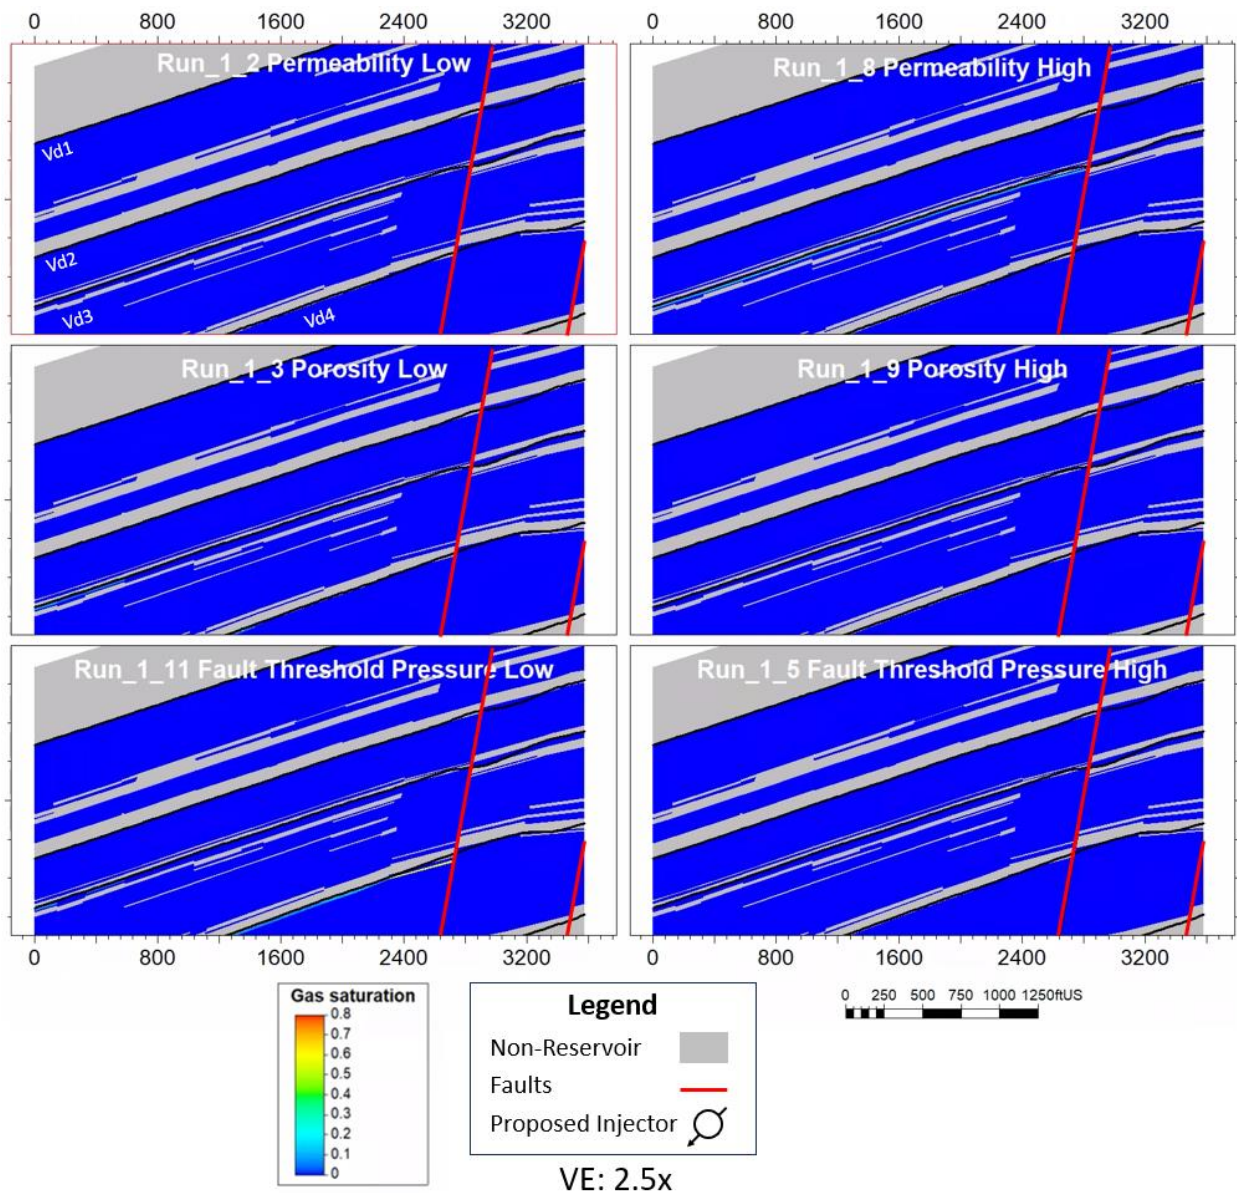 0 800 1600 2400 3200 0 800 1600 2400 3200
Run_1_2 Permeability Low
Vd1
Vd2
Vd3
Vd4
Run_1_8 Permeability High
Run_1_3 Porosity Low
Run_1_9 Porosity High
Run_1_11 Fault Threshold Pressure Low
Run_1_5 Fault Threshold Pressure High
0 800 1600 2400 3200 0 800 1600 2400 3200
Gas saturation
0.8
0.7
0.6
0.5
0.4
0.3
0.2
0.1
0
Legend
Non-Reservoir
Faults
Proposed Injector
0 250 500 750 1000 1250ftUS
VE: 2.5x